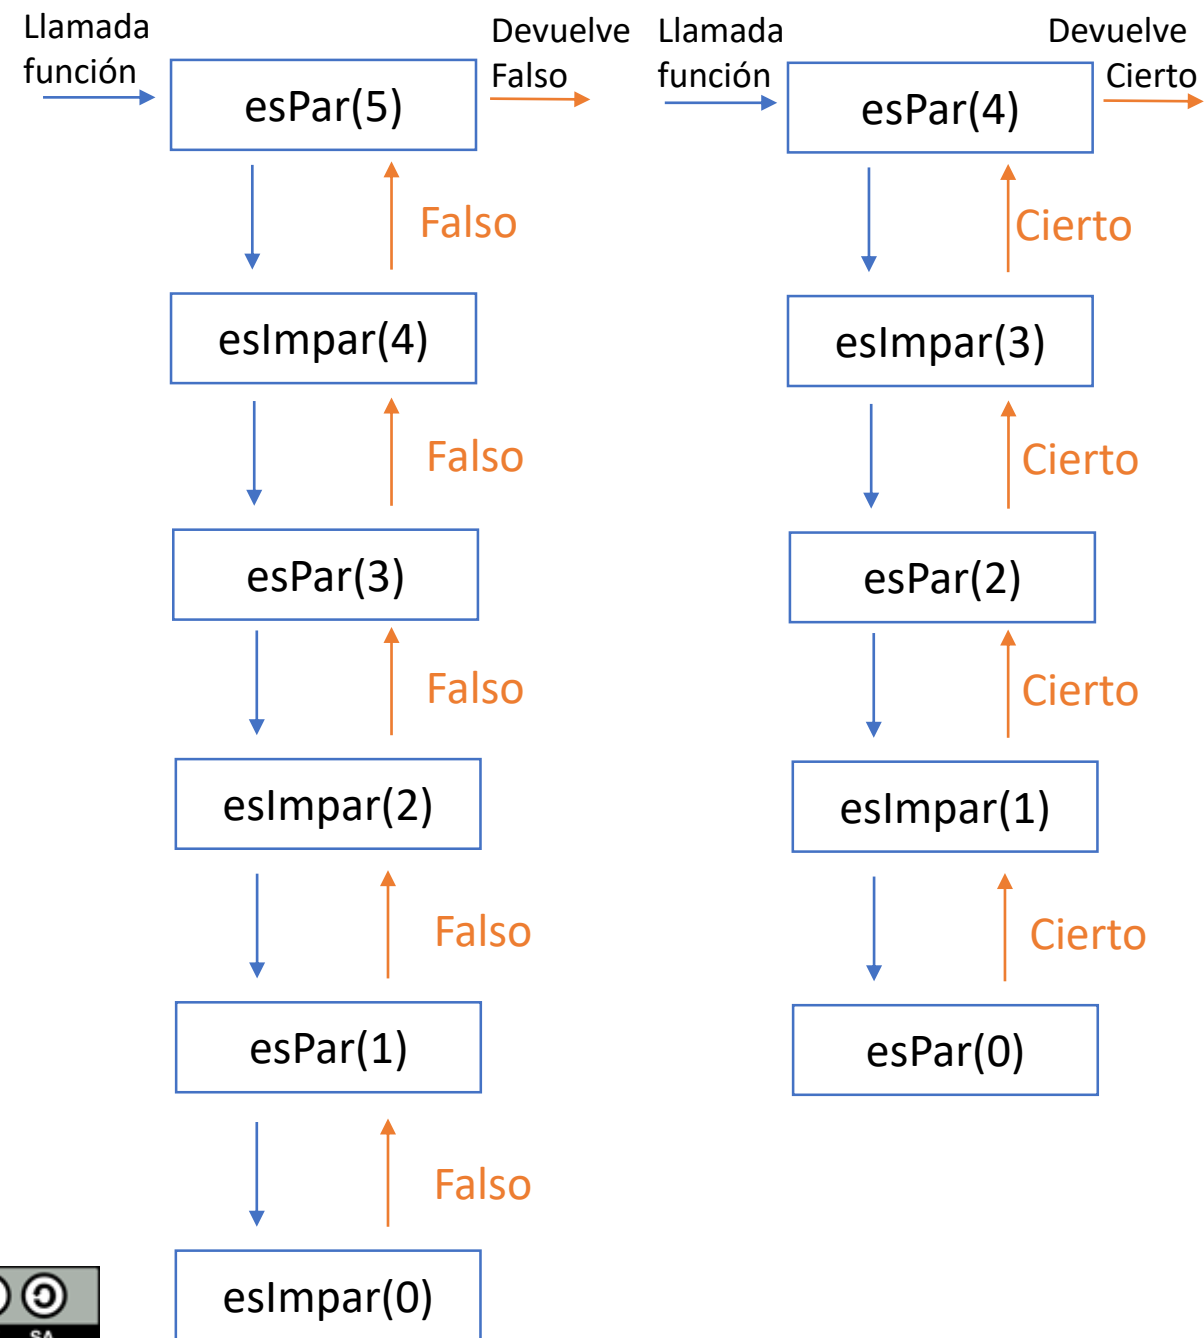 Llamada
función
esPar(5)
Devuelve
Falso
Falso
esImpar(4)
Falso
esPar(3)
Falso
esImpar(2)
Falso
esPar(1)
Falso
esImpar(0)
Llamada
función
esPar(4)
Devuelve
Cierto
Cierto
esImpar(3)
Cierto
esPar(2)
Cierto
esImpar(1)
Cierto
esPar(0)
SA